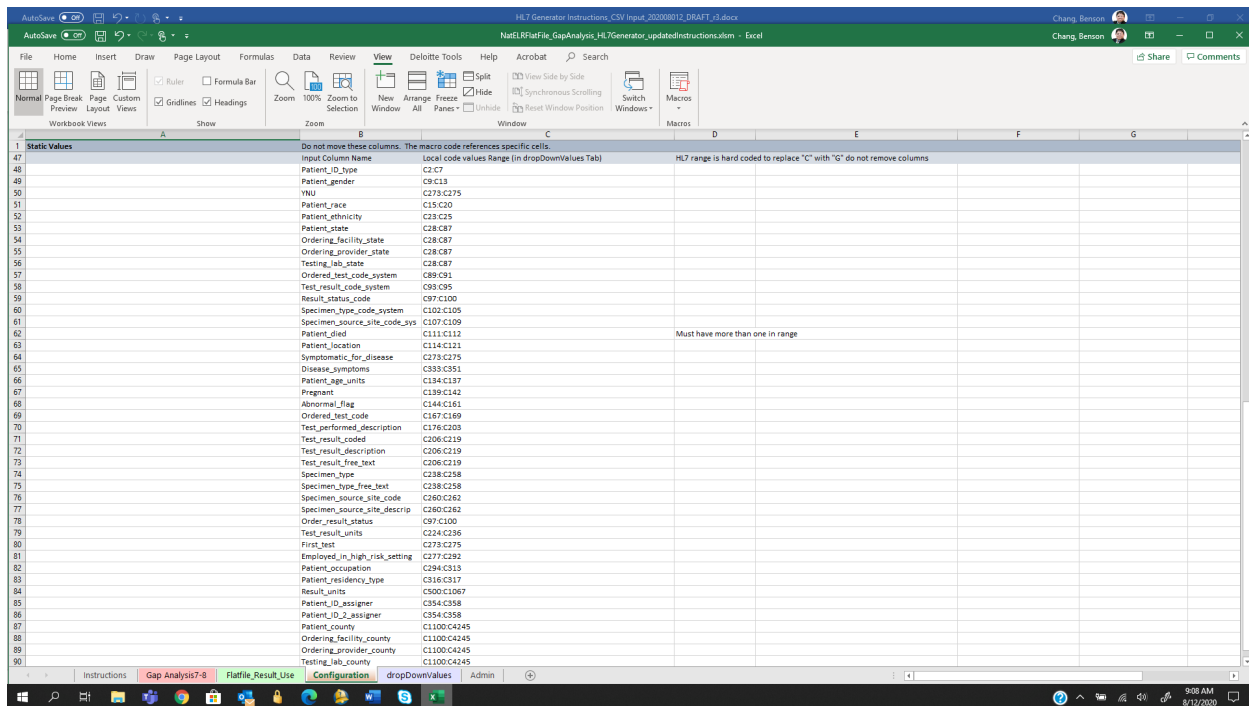 AutoSave Off HL7 Generator Instructions_CSV Input_202008012_DRAFT_r3.docx Chang, Benson
AutoSave Off NatELRFlatFile_GapAnalysis_HL7Generator_updatedInstructions.xlsm - Excel Chang, Benson
File Home Insert Draw Page Layout Formulas Data Review View Deloitte Tools Help Acrobat Search Share Comments
Normal Page Break Preview Page Layout Custom Views
Ruler Formula Bar
Gridlines Headings
Zoom 100% Zoom to Selection
New Window Arrange All Freeze Panes
Split
Hide
Unhide
View Side by Side
Synchronous Scrolling
Reset Window Position
Switch Windows
Macros
Workbook Views Show Zoom Window Macros
A B C D E F G
1 Static Values Do not move these columns. The macro code references specific cells.
47 Input Column Name Local code values Range (in dropDownValues Tab) HL7 range is hard coded to replace "C" with "G" do not remove columns
48 Patient_ID_type C2:C7
49 Patient_gender C9:C13
50 YNU C273:C275
51 Patient_race C15:C20
52 Patient_ethnicity C23:C25
53 Patient_state C28:C87
54 Ordering_facility_state C28:C87
55 Ordering_provider_state C28:C87
56 Testing_lab_state C28:C87
57 Ordered_test_code_system C89:C91
58 Test_result_code_system C93:C95
59 Result_status_code C97:C100
60 Specimen_type_code_system C102:C105
61 Specimen_source_site_code_sys C107:C109
62 Patient_died C111:C112 Must have more than one in range
63 Patient_location C114:C121
64 Symptomatic_for_disease C273:C275
65 Disease_symptoms C333:C351
66 Patient_age_units C134:C137
67 Pregnant C139:C142
68 Abnormal_flag C144:C161
69 Ordered_test_code C167:C169
70 Test_performed_description C176:C203
71 Test_result_coded C206:C219
72 Test_result_description C206:C219
73 Test_result_free_text C206:C219
74 Specimen_type C238:C258
75 Specimen_type_free_text C238:C258
76 Specimen_source_site_code C260:C262
77 Specimen_source_site_descrip C260:C262
78 Order_result_status C97:C100
79 Test_result_units C224:C236
80 First_test C273:C275
81 Employed_in_high_risk_setting C277:C292
82 Patient_occupation C294:C313
83 Patient_residency_type C316:C317
84 Result_units C500:C1067
85 Patient_ID_assigner C354:C358
86 Patient_ID_2_assigner C354:C358
87 Patient_county C1100:C4245
88 Ordering_facility_county C1100:C4245
89 Ordering_provider_county C1100:C4245
90 Testing_lab_county C1100:C4245
Instructions Gap Analysis7-8 Flatfile_Result_Use Configuration dropDownValues Admin
9:08 AM
8/12/2020